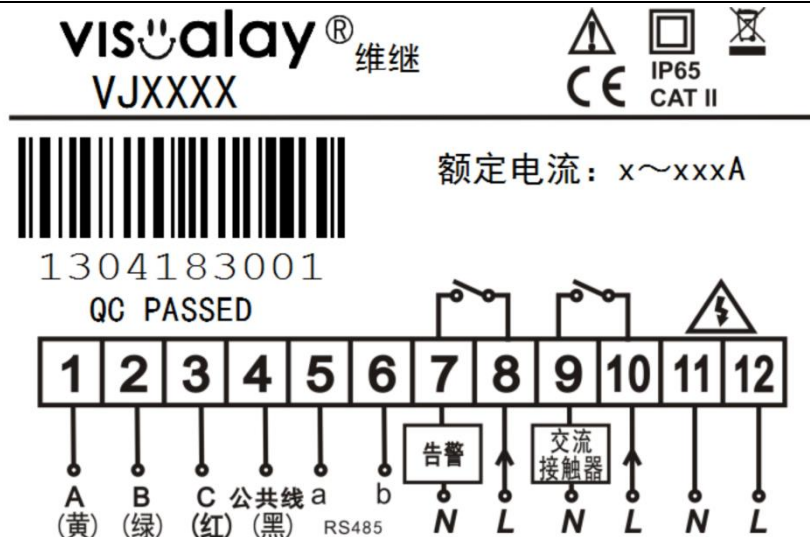 visualay® 维继
VJXXXX
IP65
CE CAT II
额定电流：x～xxxA
1304183001
QC PASSED
1 2 3 4 5 6 7 8 9 10 11 12
告警 交流
接触器
A B C 公共线 a b N L N L N L
(黄) (绿) (红) (黑) RS485